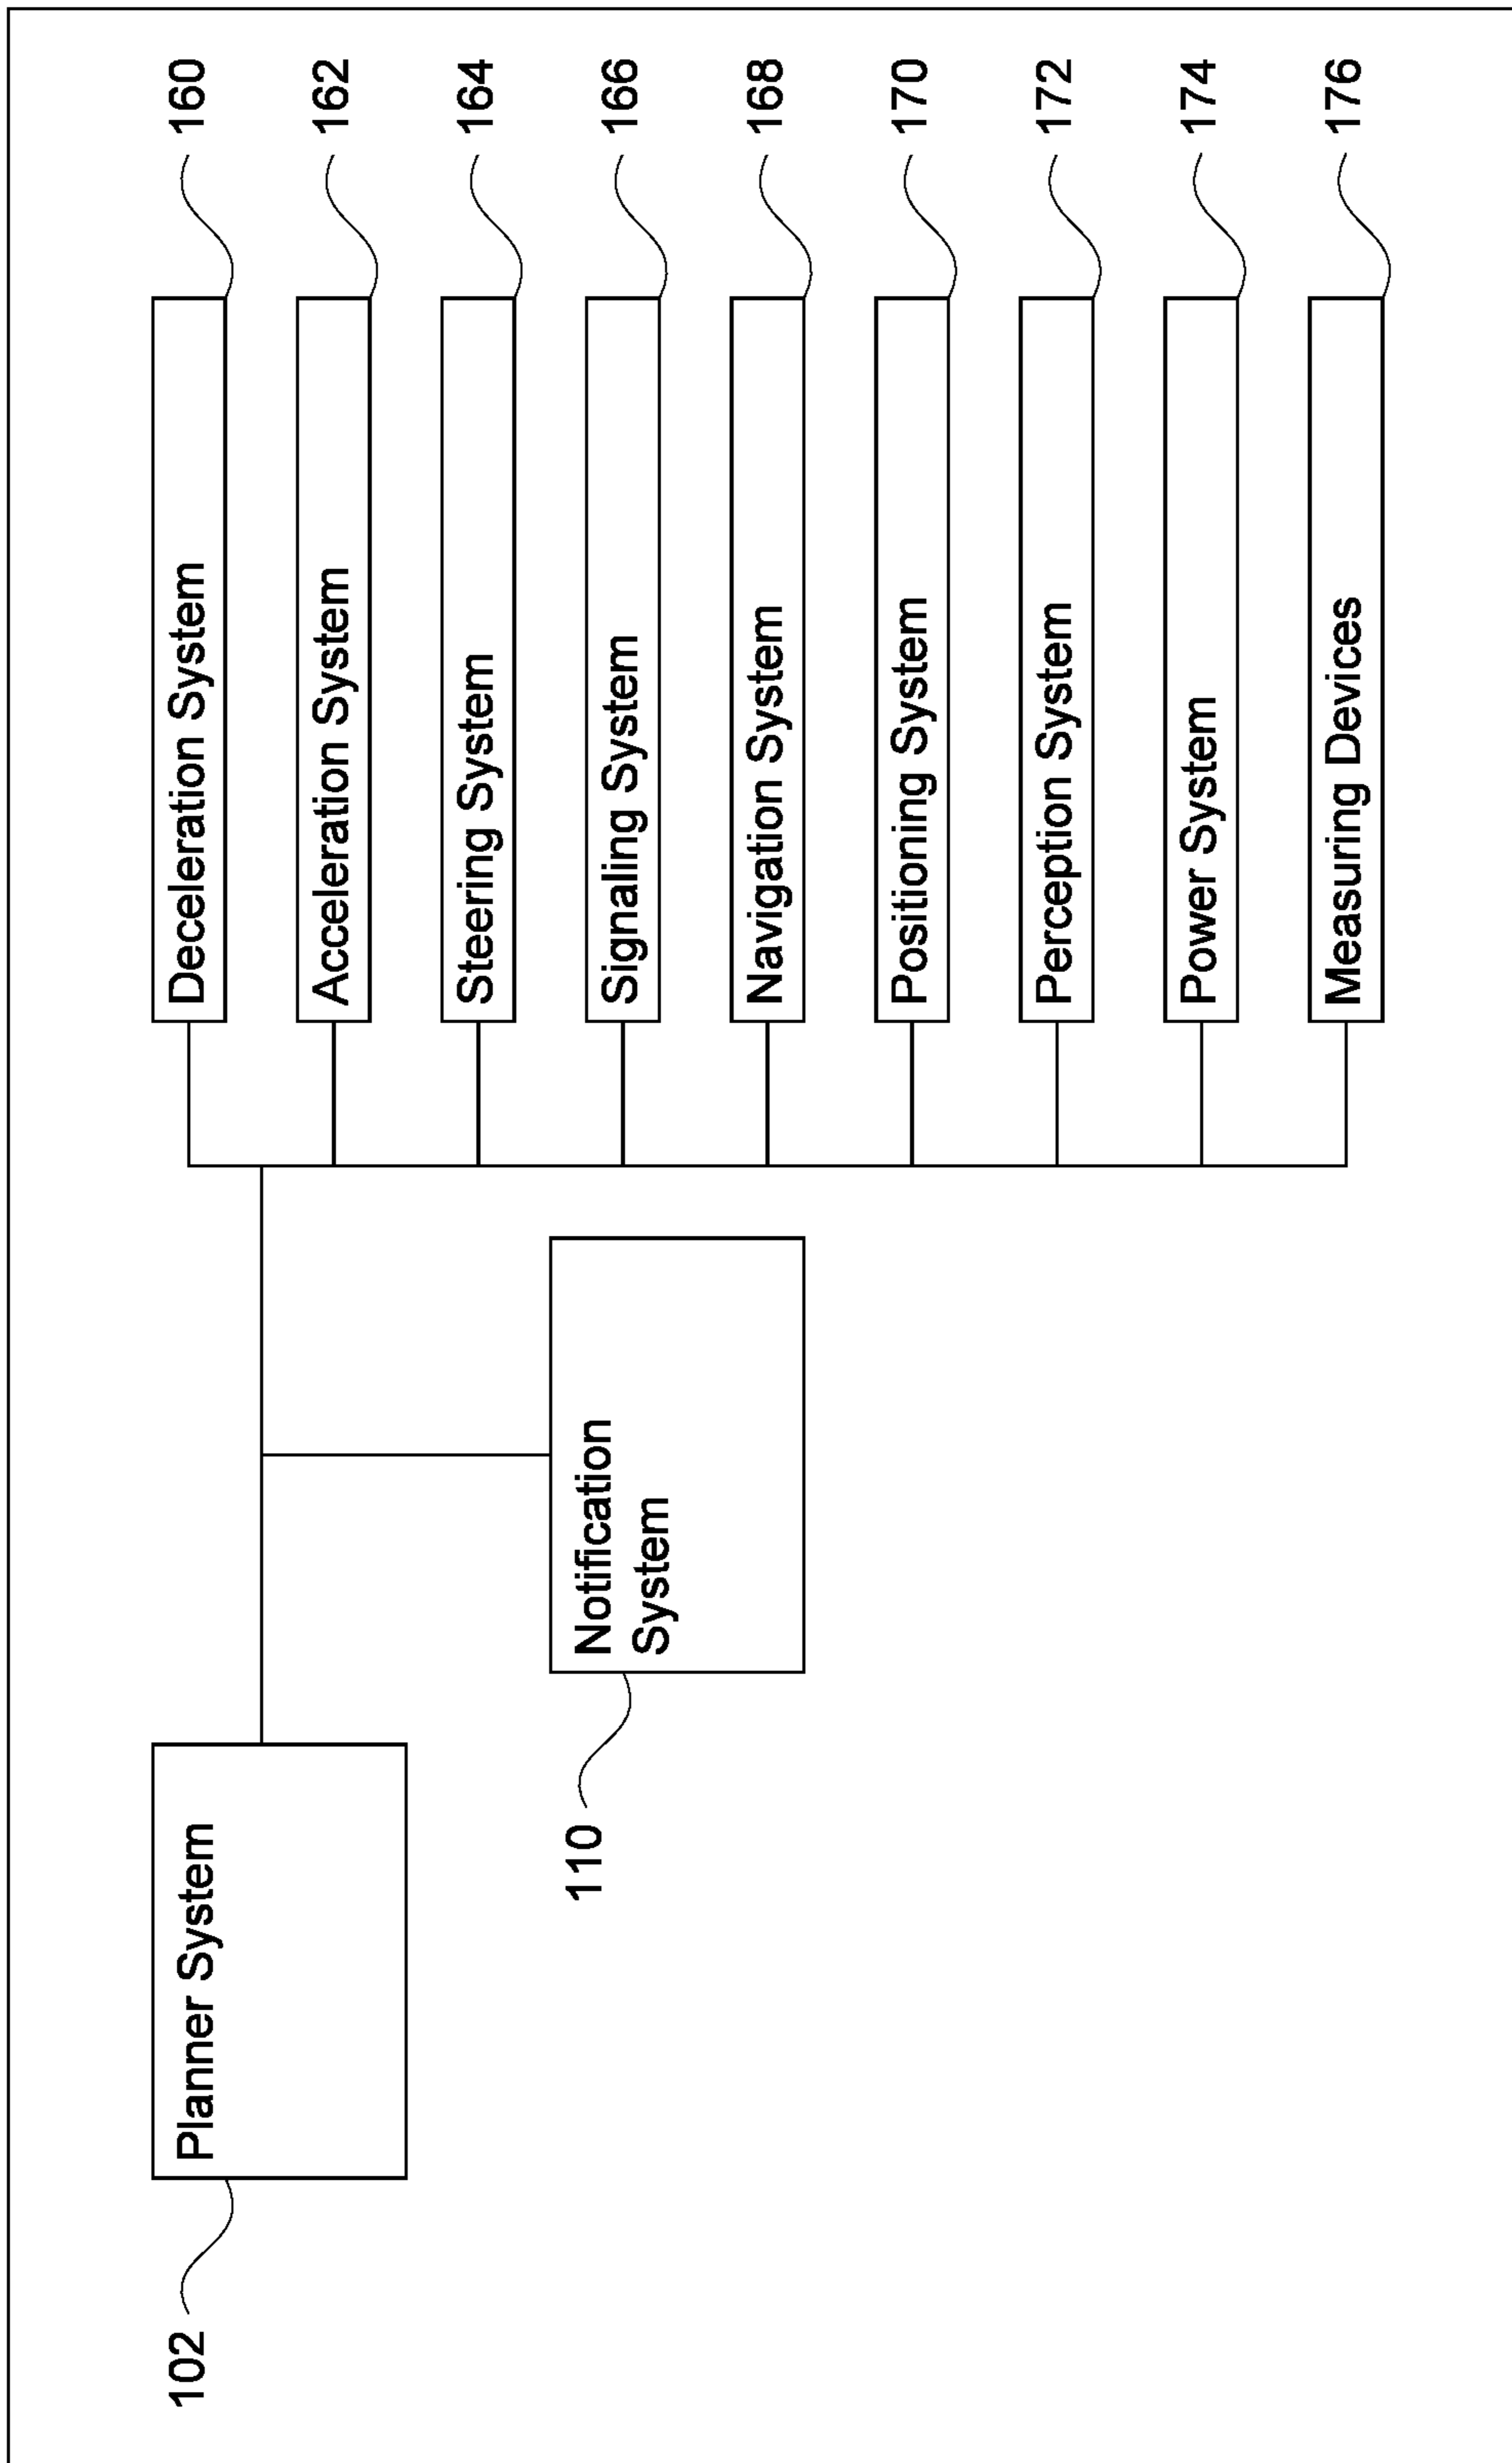 102
Planner System
110
Notification
System
Deceleration System
160
Acceleration System
162
Steering System
164
Signaling System
166
Navigation System
168
Positioning System
170
Perception System
172
Power System
174
Measuring Devices
176